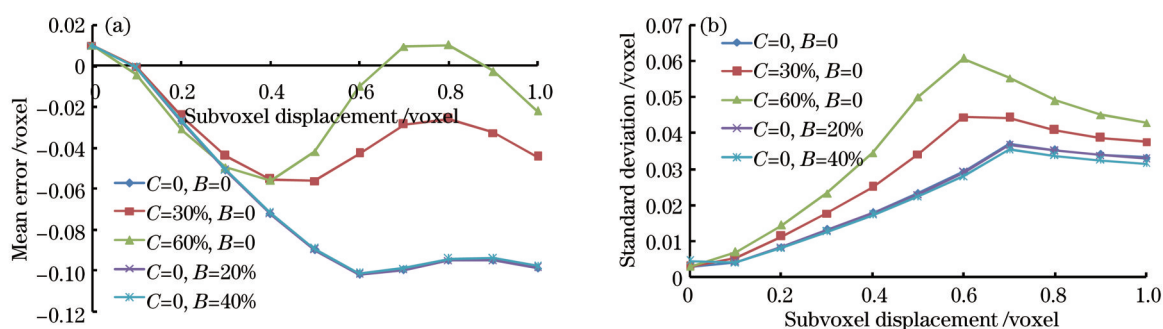 (a)
0.02
0
−0.02
−0.04
−0.06
−0.08
−0.10
−0.12
Mean error /voxel
0 0.2 0.4 0.6 0.8 1.0
Subvoxel displacement /voxel
C=0, B=0
C=30%, B=0
C=60%, B=0
C=0, B=20%
C=0, B=40%
(b)
0.08
0.07
0.06
0.05
0.04
0.03
0.02
0.01
0
Standard deviation /voxel
C=0, B=0
C=30%, B=0
C=60%, B=0
C=0, B=20%
C=0, B=40%
0 0.2 0.4 0.6 0.8 1.0
Subvoxel displacement /voxel